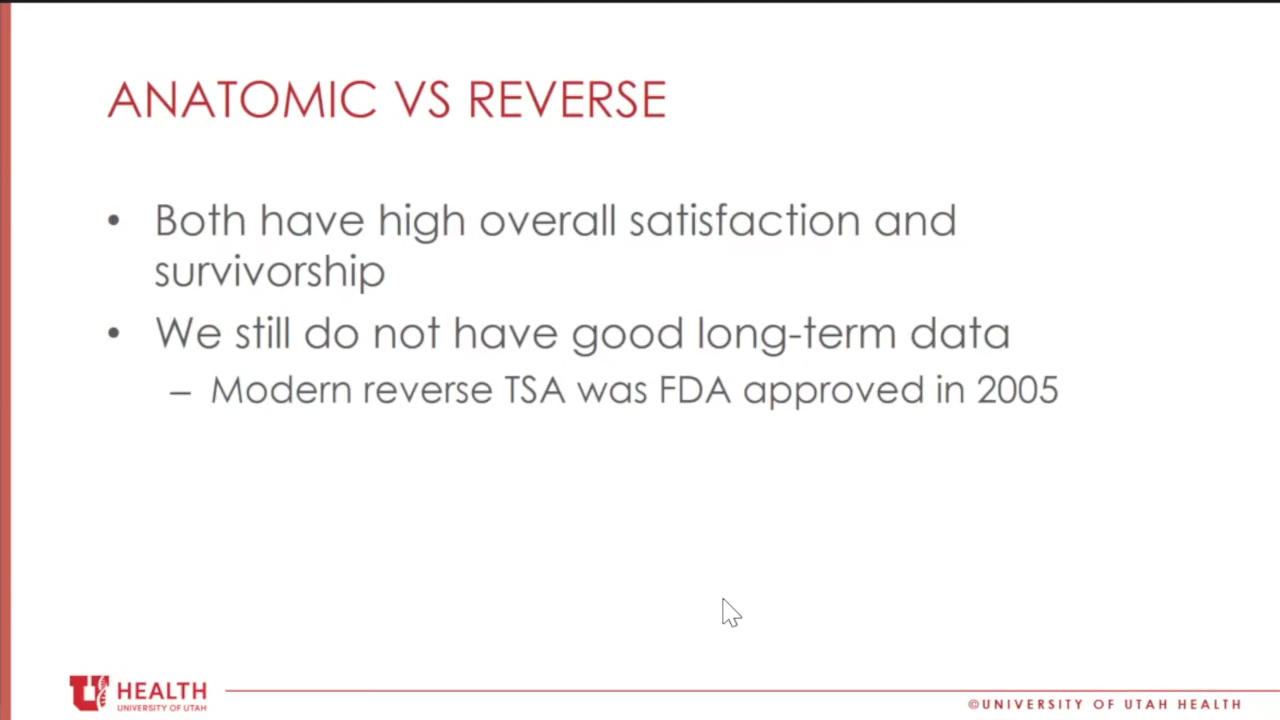 ANATOMIC VS REVERSE
• Both have high overall satisfaction and
survivorship
• We still do not have good long-term data
– Modern reverse TSA was FDA approved in 2005
U HEALTH
UNIVERSITY OF UTAH
©UNIVERSITY OF UTAH HEALTH